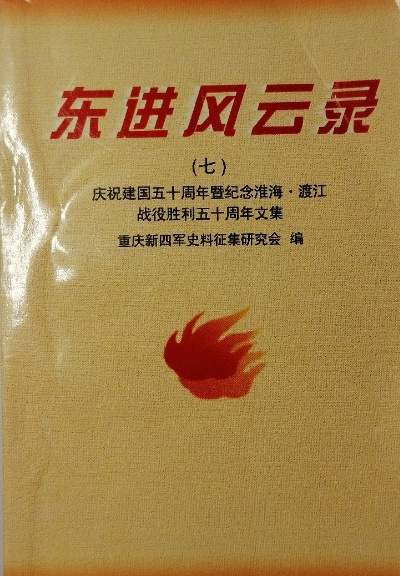 东进风云录
(七)
庆祝建国五十周年暨纪念淮海·渡江
战役胜利五十周年文集
重庆新四军史料征集研究会 编